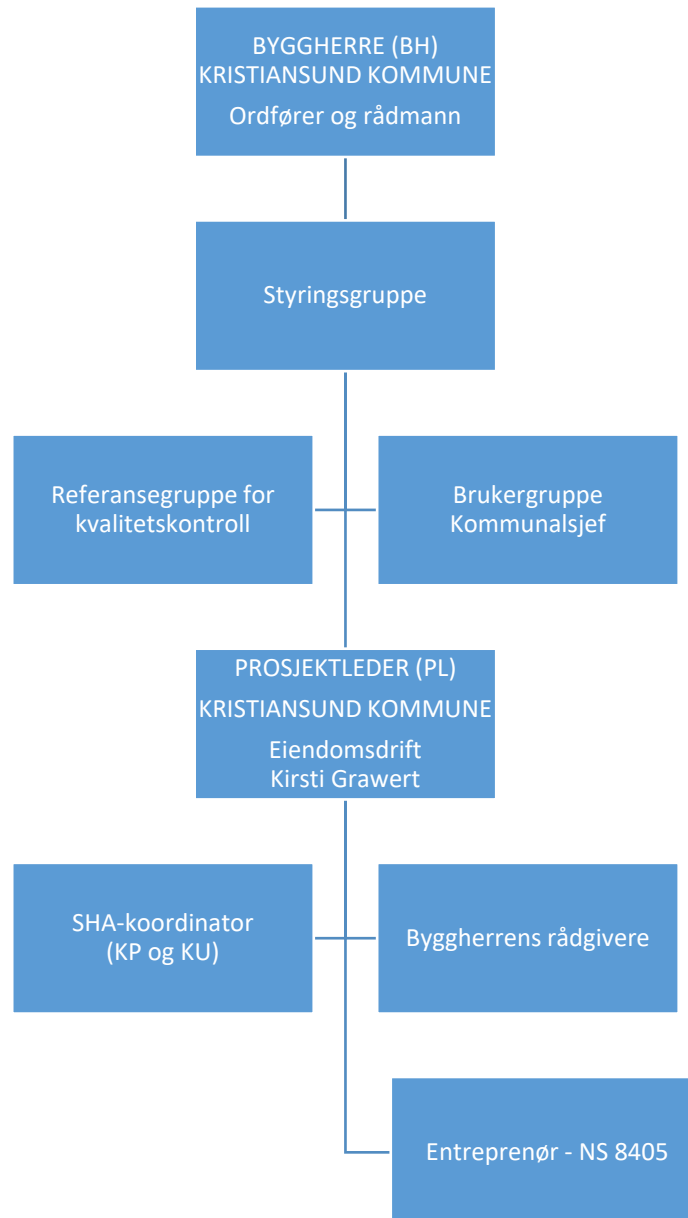 BYGGHERRE (BH)
KRISTIANSUND KOMMUNE
Ordfører og rådmann
Styringsgruppe
Referansegruppe for
kvalitetskontroll
Brukergruppe
Kommunalsjef
PROSJEKTLEDER (PL)
KRISTIANSUND KOMMUNE
Eiendomsdrift
Kirsti Grawert
SHA-koordinator
(KP og KU)
Byggherrens rådgivere
Entreprenør - NS 8405